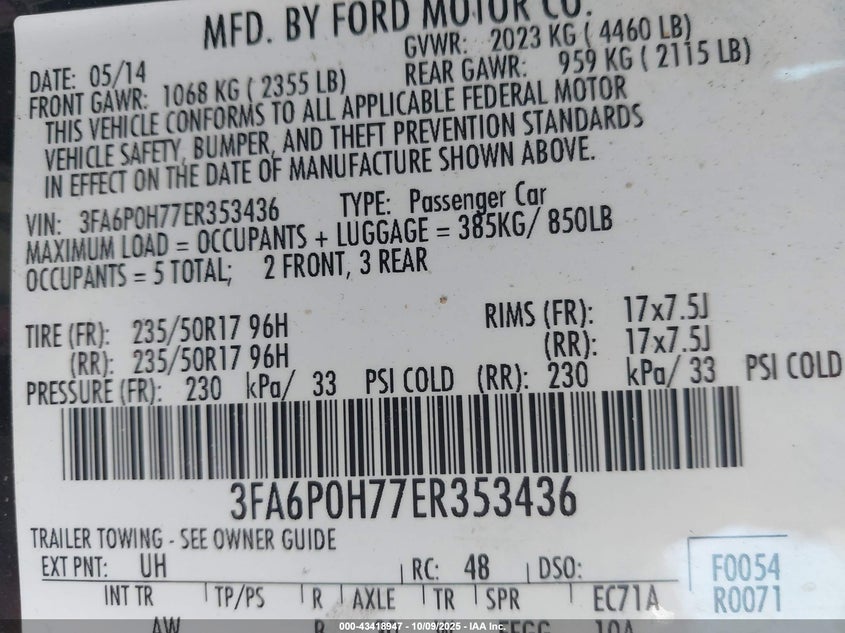 MFD. BY FORD MOTOR CO.
DATE: 05/14 GVWR: 2023 KG ( 4460 LB)
FRONT GAWR: 1068 KG ( 2355 LB) REAR GAWR: 959 KG ( 2115 LB)
THIS VEHICLE CONFORMS TO ALL APPLICABLE FEDERAL MOTOR
VEHICLE SAFETY, BUMPER, AND THEFT PREVENTION STANDARDS
IN EFFECT ON THE DATE OF MANUFACTURE SHOWN ABOVE.
VIN: 3FA6P0H77ER353436 TYPE: Passenger Car
MAXIMUM LOAD = OCCUPANTS + LUGGAGE = 385KG/ 850LB
OCCUPANTS = 5 TOTAL; 2 FRONT, 3 REAR
TIRE (FR): 235/50R17 96H RIMS (FR): 17x7.5J
(RR): 235/50R17 96H (RR): 17x7.5J
PRESSURE (FR): 230 kPa/ 33 PSI COLD (RR): 230 kPa/ 33 PSI COLD
3FA6P0H77ER353436
TRAILER TOWING - SEE OWNER GUIDE
EXT PNT: UH RC: 48 DSO: F0054
INT TR TP/PS R AXLE TR SPR EC71A R0071
AW
000-43418947 - 10/09/2025 - IAA Inc.